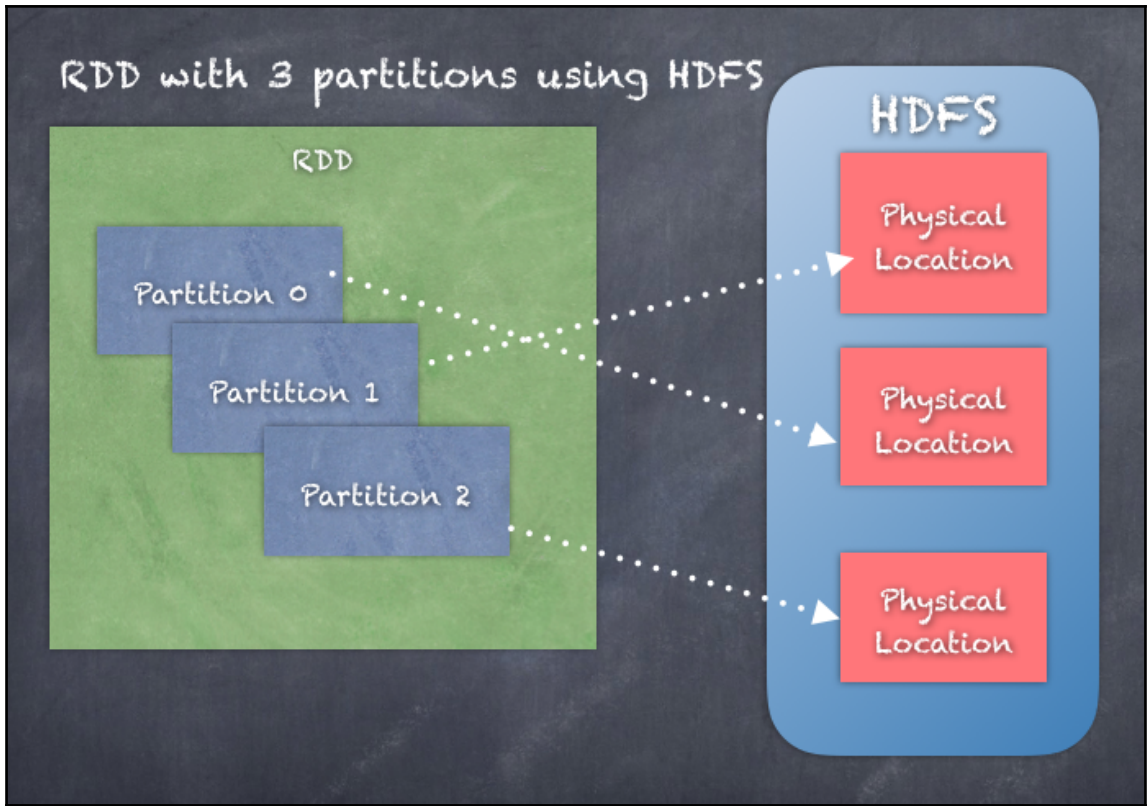 RDD with 3 partitions using HDFS
RDD
Partition 0
Partition 1
Partition 2
HDFS
Physical
Location
Physical
Location
Physical
Location